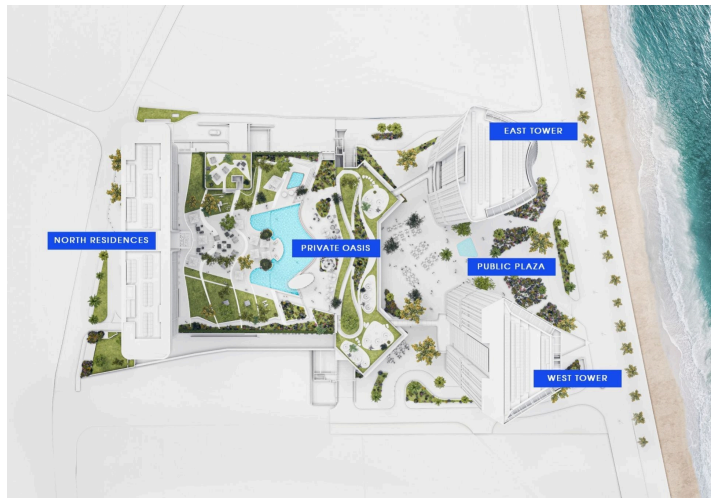 EAST TOWER
NORTH RESIDENCES
PRIVATE OASIS
PUBLIC PLAZA
WEST TOWER